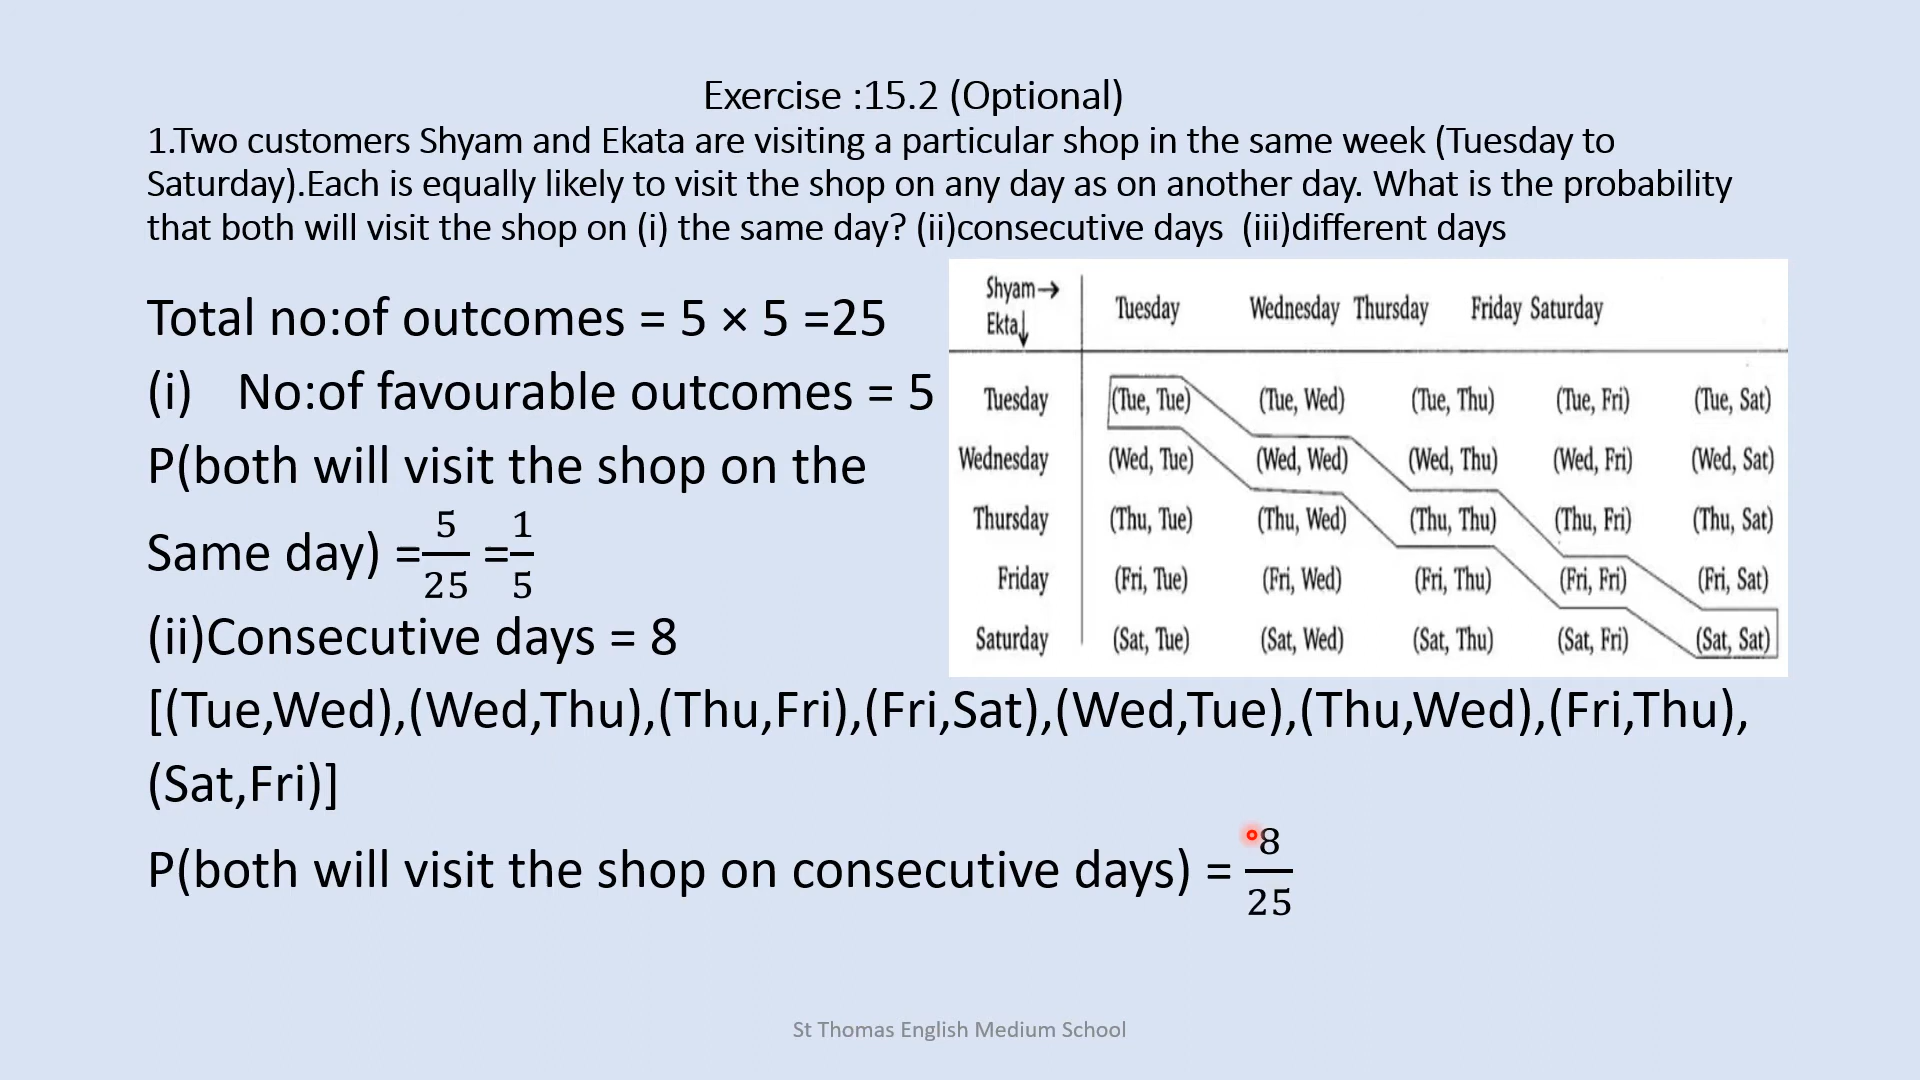 Exercise :15.2 (Optional)
1.Two customers Shyam and Ekata are visiting a particular shop in the same week (Tuesday to
Saturday).Each is equally likely to visit the shop on any day as on another day. What is the probability
that both will visit the shop on (i) the same day? (ii)consecutive days (iii)different days
Total no:of outcomes = 5 × 5 =25
(i) No:of favourable outcomes = 5
P(both will visit the shop on the
Same day) = 5/25 = 1/5
(ii)Consecutive days = 8
Shyam→
Ekta↓
Tuesday Wednesday Thursday Friday Saturday
Tuesday (Tue, Tue) (Tue, Wed) (Tue, Thu) (Tue, Fri) (Tue, Sat)
Wednesday (Wed, Tue) (Wed, Wed) (Wed, Thu) (Wed, Fri) (Wed, Sat)
Thursday (Thu, Tue) (Thu, Wed) (Thu, Thu) (Thu, Fri) (Thu, Sat)
Friday (Fri, Tue) (Fri, Wed) (Fri, Thu) (Fri, Fri) (Fri, Sat)
Saturday (Sat, Tue) (Sat, Wed) (Sat, Thu) (Sat, Fri) (Sat, Sat)
[(Tue,Wed),(Wed,Thu),(Thu,Fri),(Fri,Sat),(Wed,Tue),(Thu,Wed),(Fri,Thu),
(Sat,Fri)]
P(both will visit the shop on consecutive days) = 8/25
St Thomas English Medium School